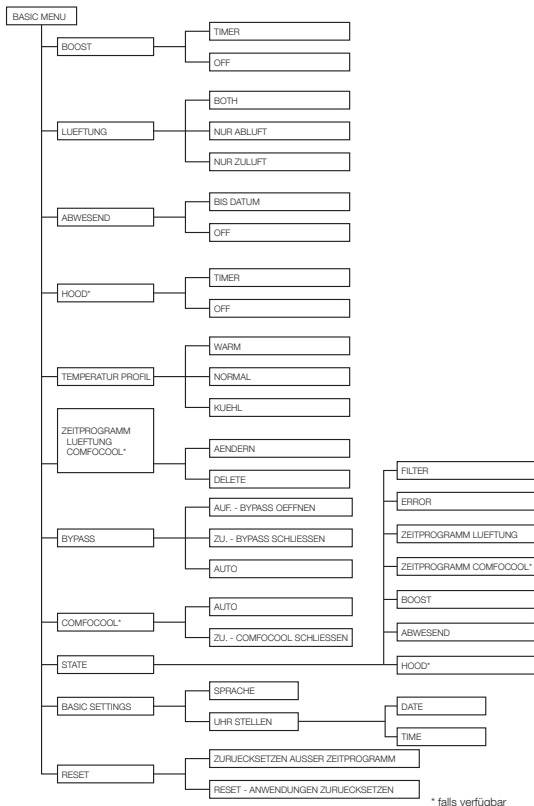 BASIC MENU
BOOST
TIMER
OFF
LUEFTUNG
BOTH
NUR ABLUFT
NUR ZULUFT
ABWESEND
BIS DATUM
OFF
HOOD*
TIMER
OFF
TEMPERATUR PROFIL
WARM
NORMAL
KUEHL
ZEITPROGRAMM
LUEFTUNG
COMFOCOOL*
AENDERN
DELETE
BYPASS
AUF. - BYPASS OEFFNEN
ZU. - BYPASS SCHLIESSEN
AUTO
COMFOCOOL*
AUTO
ZU. - COMFOCOOL SCHLIESSEN
STATE
FILTER
ERROR
ZEITPROGRAMM LUEFTUNG
ZEITPROGRAMM COMFOCOOL*
BOOST
ABWESEND
HOOD*
BASIC SETTINGS
SPRACHE
UHR STELLEN
DATE
TIME
RESET
ZURUECKSETZEN AUSSER ZEITPROGRAMM
RESET - ANWENDUNGEN ZURUECKSETZEN
* falls verfügbar